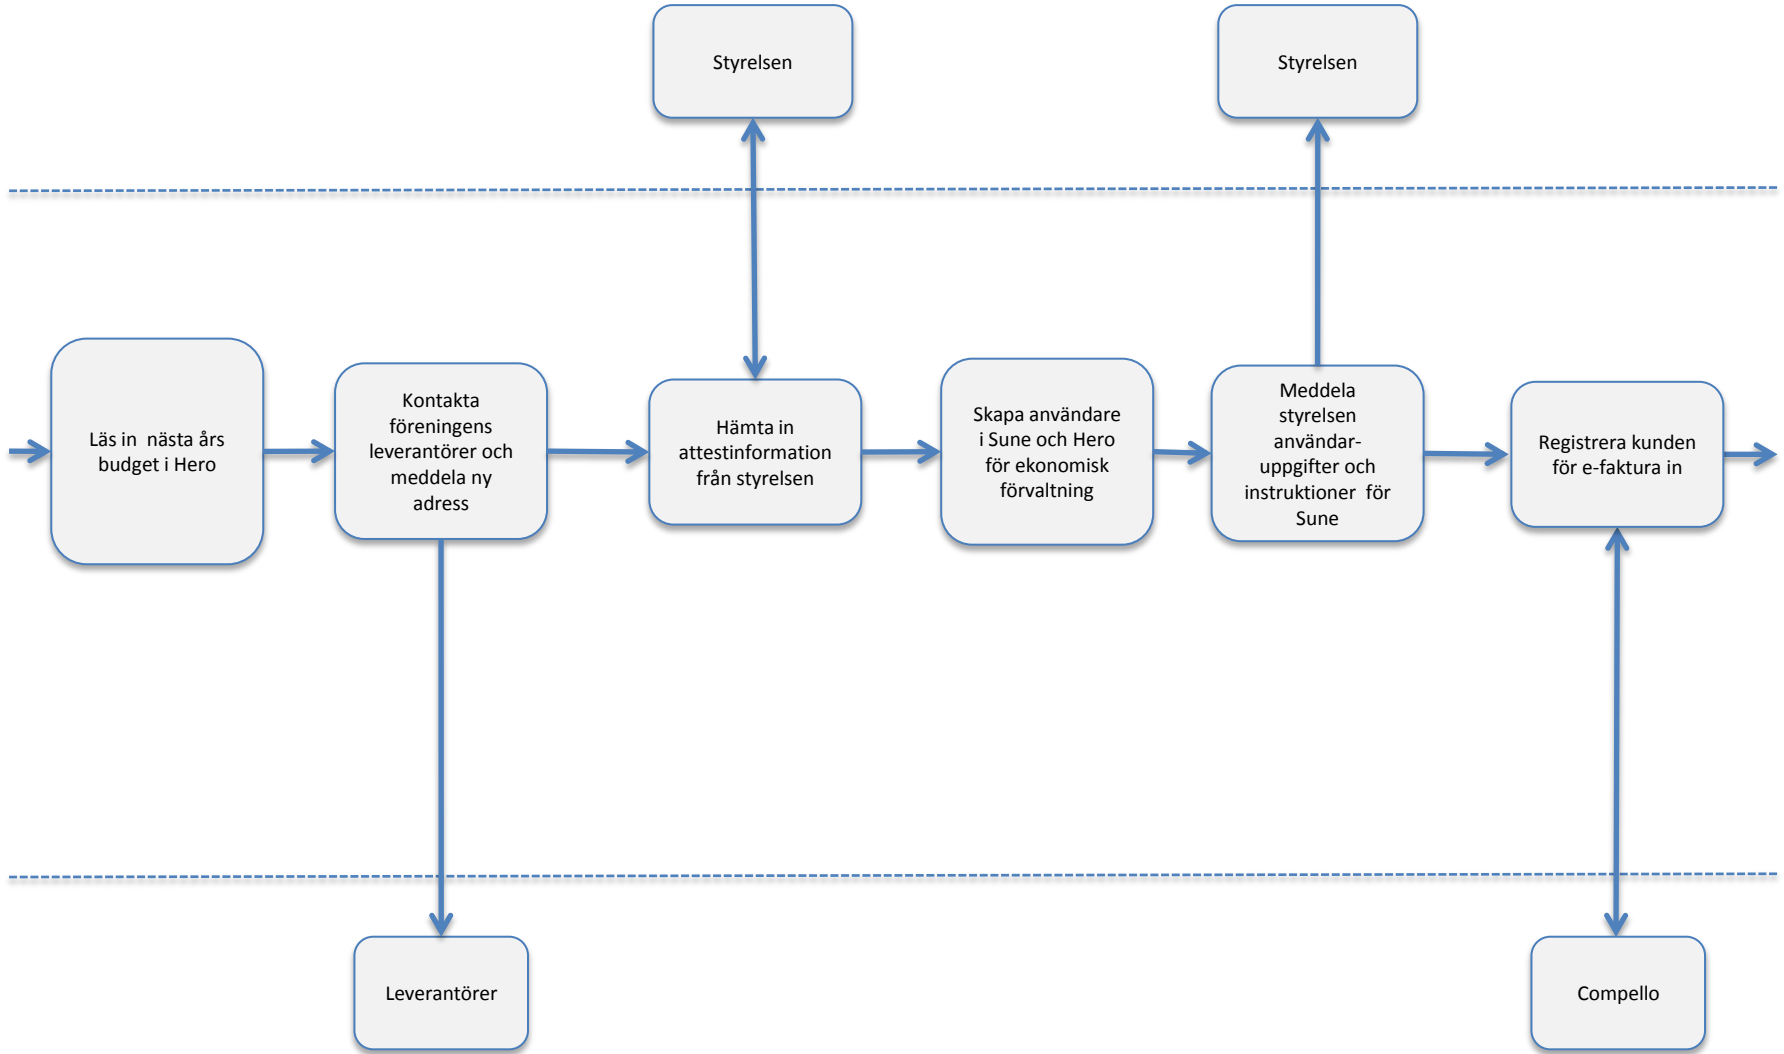 Styrelsen
Styrelsen
Läs in  nästa års
budget i Hero
Kontakta
föreningens
leverantörer och
meddela ny
adress
Hämta in
attestinformation
från styrelsen
Skapa användare
i Sune och Hero
för ekonomisk
förvaltning
Meddela
styrelsen
användar-
uppgifter och
instruktioner  för
Sune
Registrera kunden
för e-faktura in
Leverantörer
Compello